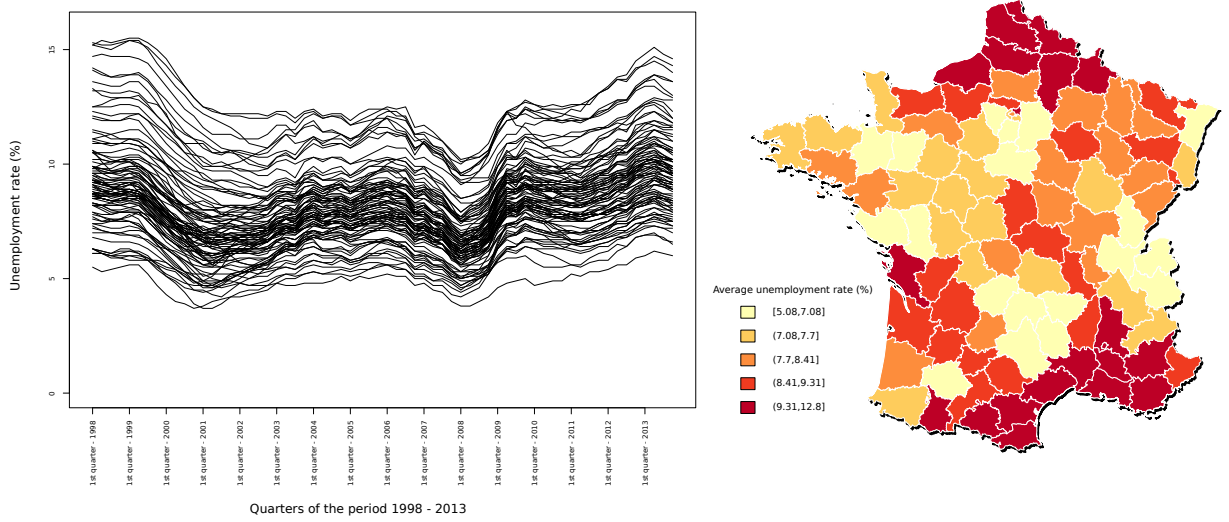 Unemployment rate (%)
15
10
5
0
1st quarter - 1998
1st quarter - 1999
1st quarter - 2000
1st quarter - 2001
1st quarter - 2002
1st quarter - 2003
1st quarter - 2004
1st quarter - 2005
1st quarter - 2006
1st quarter - 2007
1st quarter - 2008
1st quarter - 2009
1st quarter - 2010
1st quarter - 2011
1st quarter - 2012
1st quarter - 2013
Quarters of the period 1998 - 2013
Average unemployment rate (%)
[5.08,7.08]
(7.08,7.7]
(7.7,8.41]
(8.41,9.31]
(9.31,12.8]